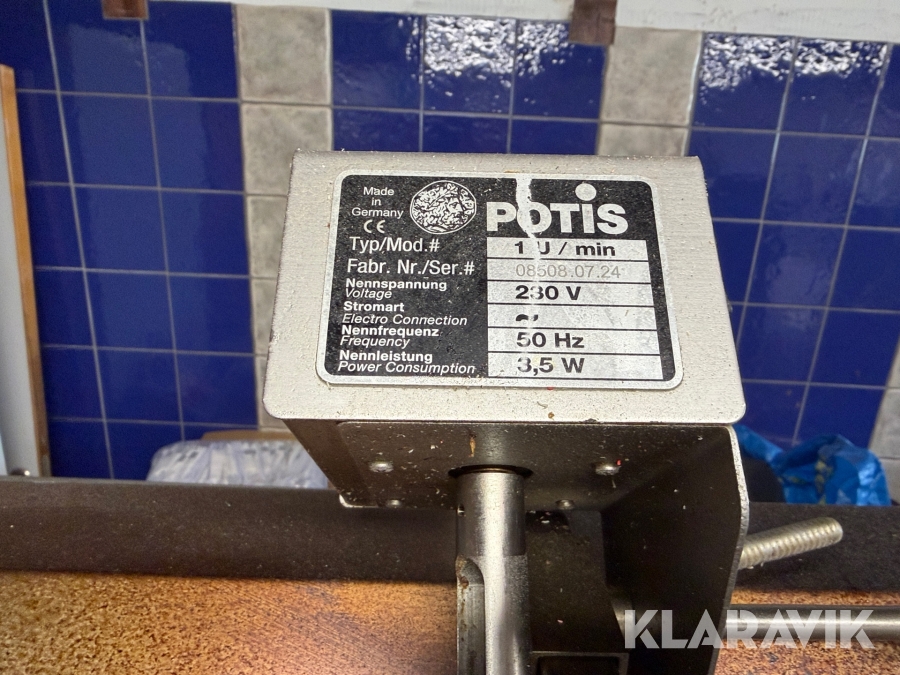 Made in Germany
CE
POTIS
Typ/Mod.# 1 U / min
Fabr. Nr./Ser.# 08508.07.24
Nennspannung
Voltage 230 V
Stromart
Electro Connection ~
Nennfrequenz
Frequency 50 Hz
Nennleistung
Power Consumption 3,5 W
KLARAVIK